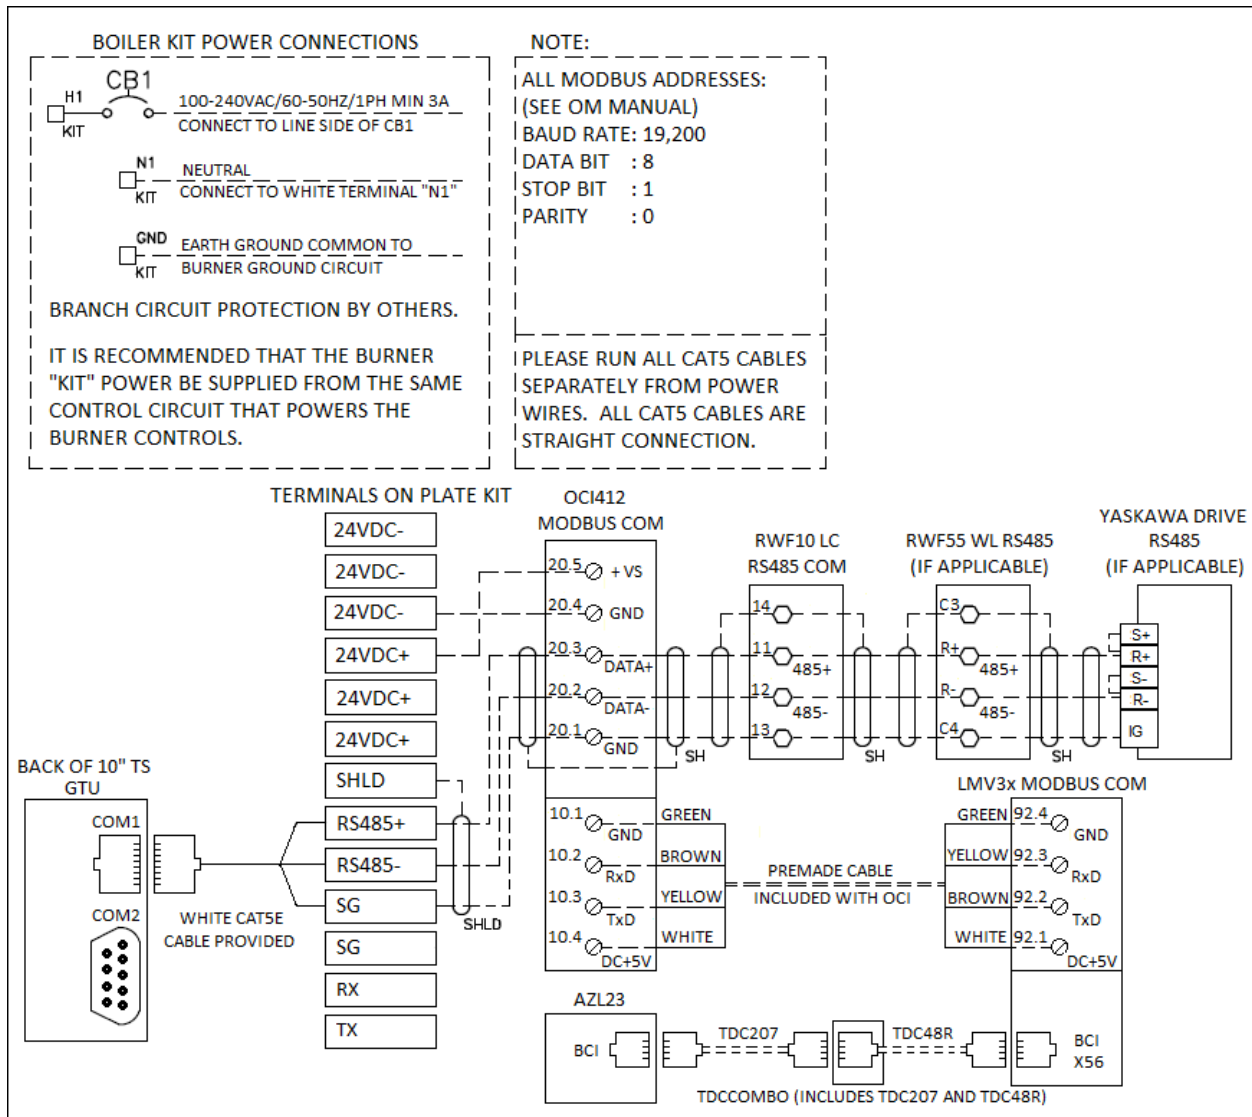 BOILER KIT POWER CONNECTIONS
CB1
H1
KIT
100-240VAC/60-50HZ/1PH MIN 3A
CONNECT TO LINE SIDE OF CB1
N1
KIT
NEUTRAL
CONNECT TO WHITE TERMINAL "N1"
GND
KIT
EARTH GROUND COMMON TO
BURNER GROUND CIRCUIT
BRANCH CIRCUIT PROTECTION BY OTHERS.
IT IS RECOMMENDED THAT THE BURNER
"KIT" POWER BE SUPPLIED FROM THE SAME
CONTROL CIRCUIT THAT POWERS THE
BURNER CONTROLS.
NOTE:
ALL MODBUS ADDRESSES:
(SEE OM MANUAL)
BAUD RATE: 19,200
DATA BIT : 8
STOP BIT : 1
PARITY : 0
PLEASE RUN ALL CAT5 CABLES
SEPARATELY FROM POWER
WIRES. ALL CAT5 CABLES ARE
STRAIGHT CONNECTION.
TERMINALS ON PLATE KIT
24VDC-
24VDC-
24VDC-
24VDC+
24VDC+
24VDC+
SHLD
RS485+
RS485-
SG
SG
RX
TX
SHLD
BACK OF 10" TS
GTU
COM1
COM2
WHITE CAT5E
CABLE PROVIDED
OCI412
MODBUS COM
20.5 + VS
20.4 GND
20.3 DATA+
20.2 DATA-
20.1 GND
SH
10.1 GND GREEN
10.2 RxD BROWN
10.3 TxD YELLOW
10.4 DC+5V WHITE
PREMADE CABLE
INCLUDED WITH OCI
RWF10 LC
RS485 COM
14
11 485+
12 485-
13
SH
RWF55 WL RS485
(IF APPLICABLE)
C3
R+ 485+
R- 485-
C4
SH
YASKAWA DRIVE
RS485
(IF APPLICABLE)
S+
R+
S-
R-
IG
LMV3x MODBUS COM
GREEN 92.4 GND
YELLOW 92.3 RxD
BROWN 92.2 TxD
WHITE 92.1 DC+5V
AZL23
BCI
TDC207
TDC48R
BCI
X56
TDCCOMBO (INCLUDES TDC207 AND TDC48R)